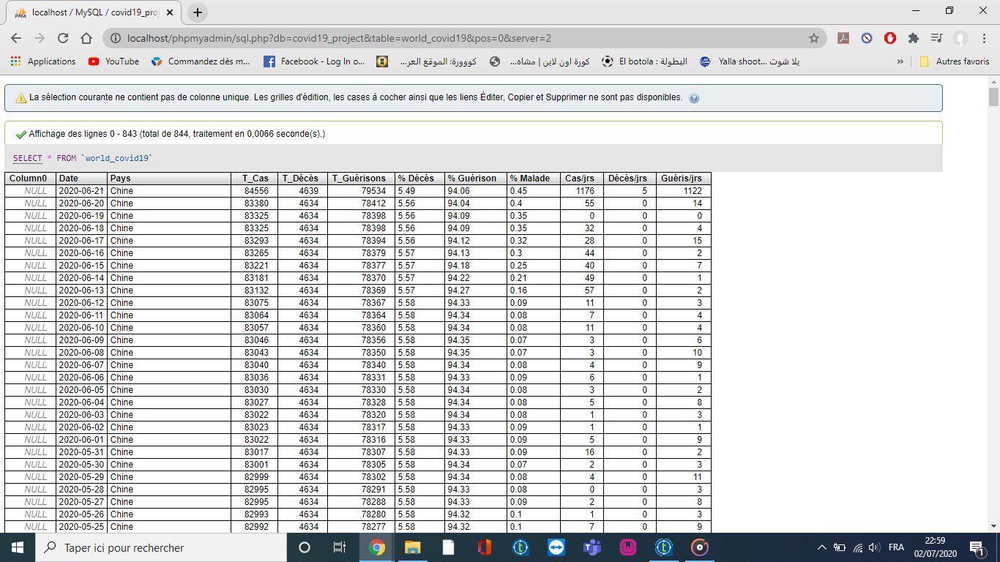 localhost / MySQL / covid19_proj
localhost/phpmyadmin/sql.php?db=covid19_project&table=world_covid19&pos=0&server=2
Applications YouTube Commandez dès m... Facebook - Log In o... كووورة: الموقع العر... كورة اون لاين | مشاه... El botola : البطولة Yalla shoot... يلا شوت » Autres favoris
La sélection courante ne contient pas de colonne unique. Les grilles d'édition, les cases à cocher ainsi que les liens Éditer, Copier et Supprimer ne sont pas disponibles.
Affichage des lignes 0 - 843 (total de 844, traitement en 0,0066 seconde(s).)
SELECT * FROM `world_covid19`
Column0 Date Pays T_Cas T_Décès T_Guérisons % Décès % Guérison % Malade Cas/jrs Décès/jrs Guéris/jrs
NULL 2020-06-21 Chine 84556 4639 79534 5.49 94.06 0.45 1176 5 1122
NULL 2020-06-20 Chine 83380 4634 78412 5.56 94.04 0.4 55 0 14
NULL 2020-06-19 Chine 83325 4634 78398 5.56 94.09 0.35 0 0 0
NULL 2020-06-18 Chine 83325 4634 78398 5.56 94.09 0.35 32 0 4
NULL 2020-06-17 Chine 83293 4634 78394 5.56 94.12 0.32 28 0 15
NULL 2020-06-16 Chine 83265 4634 78379 5.57 94.13 0.3 44 0 2
NULL 2020-06-15 Chine 83221 4634 78377 5.57 94.18 0.25 40 0 7
NULL 2020-06-14 Chine 83181 4634 78370 5.57 94.22 0.21 49 0 1
NULL 2020-06-13 Chine 83132 4634 78369 5.57 94.27 0.16 57 0 2
NULL 2020-06-12 Chine 83075 4634 78367 5.58 94.33 0.09 11 0 3
NULL 2020-06-11 Chine 83064 4634 78364 5.58 94.34 0.08 7 0 4
NULL 2020-06-10 Chine 83057 4634 78360 5.58 94.34 0.08 11 0 4
NULL 2020-06-09 Chine 83046 4634 78356 5.58 94.35 0.07 3 0 6
NULL 2020-06-08 Chine 83043 4634 78350 5.58 94.35 0.07 3 0 10
NULL 2020-06-07 Chine 83040 4634 78340 5.58 94.34 0.08 4 0 9
NULL 2020-06-06 Chine 83036 4634 78331 5.58 94.33 0.09 6 0 1
NULL 2020-06-05 Chine 83030 4634 78330 5.58 94.34 0.08 3 0 2
NULL 2020-06-04 Chine 83027 4634 78328 5.58 94.34 0.08 5 0 8
NULL 2020-06-03 Chine 83022 4634 78320 5.58 94.34 0.08 1 0 3
NULL 2020-06-02 Chine 83023 4634 78317 5.58 94.33 0.09 1 0 1
NULL 2020-06-01 Chine 83022 4634 78316 5.58 94.33 0.09 5 0 9
NULL 2020-05-31 Chine 83017 4634 78307 5.58 94.33 0.09 16 0 2
NULL 2020-05-30 Chine 83001 4634 78305 5.58 94.34 0.07 2 0 3
NULL 2020-05-29 Chine 82999 4634 78302 5.58 94.34 0.08 4 0 11
NULL 2020-05-28 Chine 82995 4634 78291 5.58 94.33 0.08 0 0 3
NULL 2020-05-27 Chine 82995 4634 78288 5.58 94.33 0.09 2 0 8
NULL 2020-05-26 Chine 82993 4634 78280 5.58 94.32 0.1 1 0 3
NULL 2020-05-25 Chine 82992 4634 78277 5.58 94.32 0.1 7 0 9
Taper ici pour rechercher
FRA
22:59
02/07/2020
1